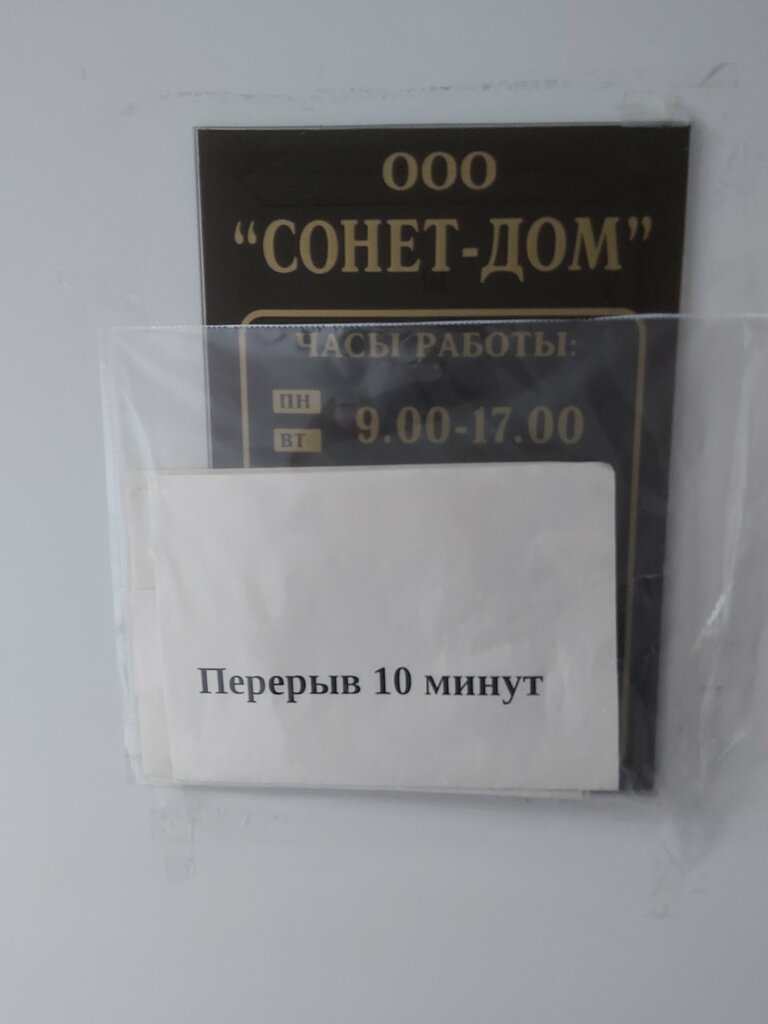 ООО
“СОНЕТ-ДОМ”
ЧАСЫ РАБОТЫ:
ПН
ВТ
9.00-17.00
Перерыв 10 минут